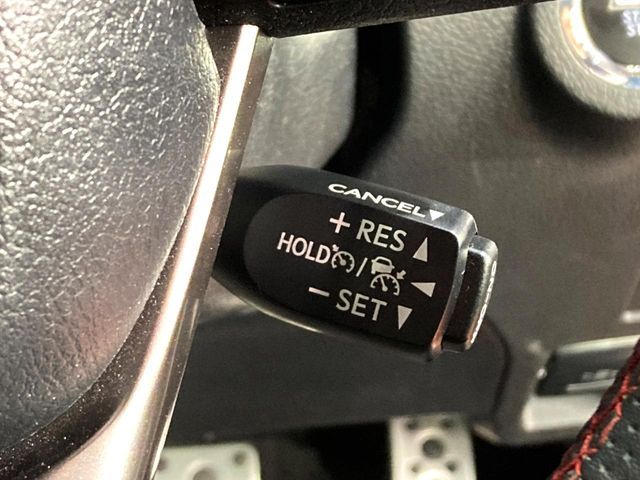 CANCEL
+ RES
HOLD /
− SET